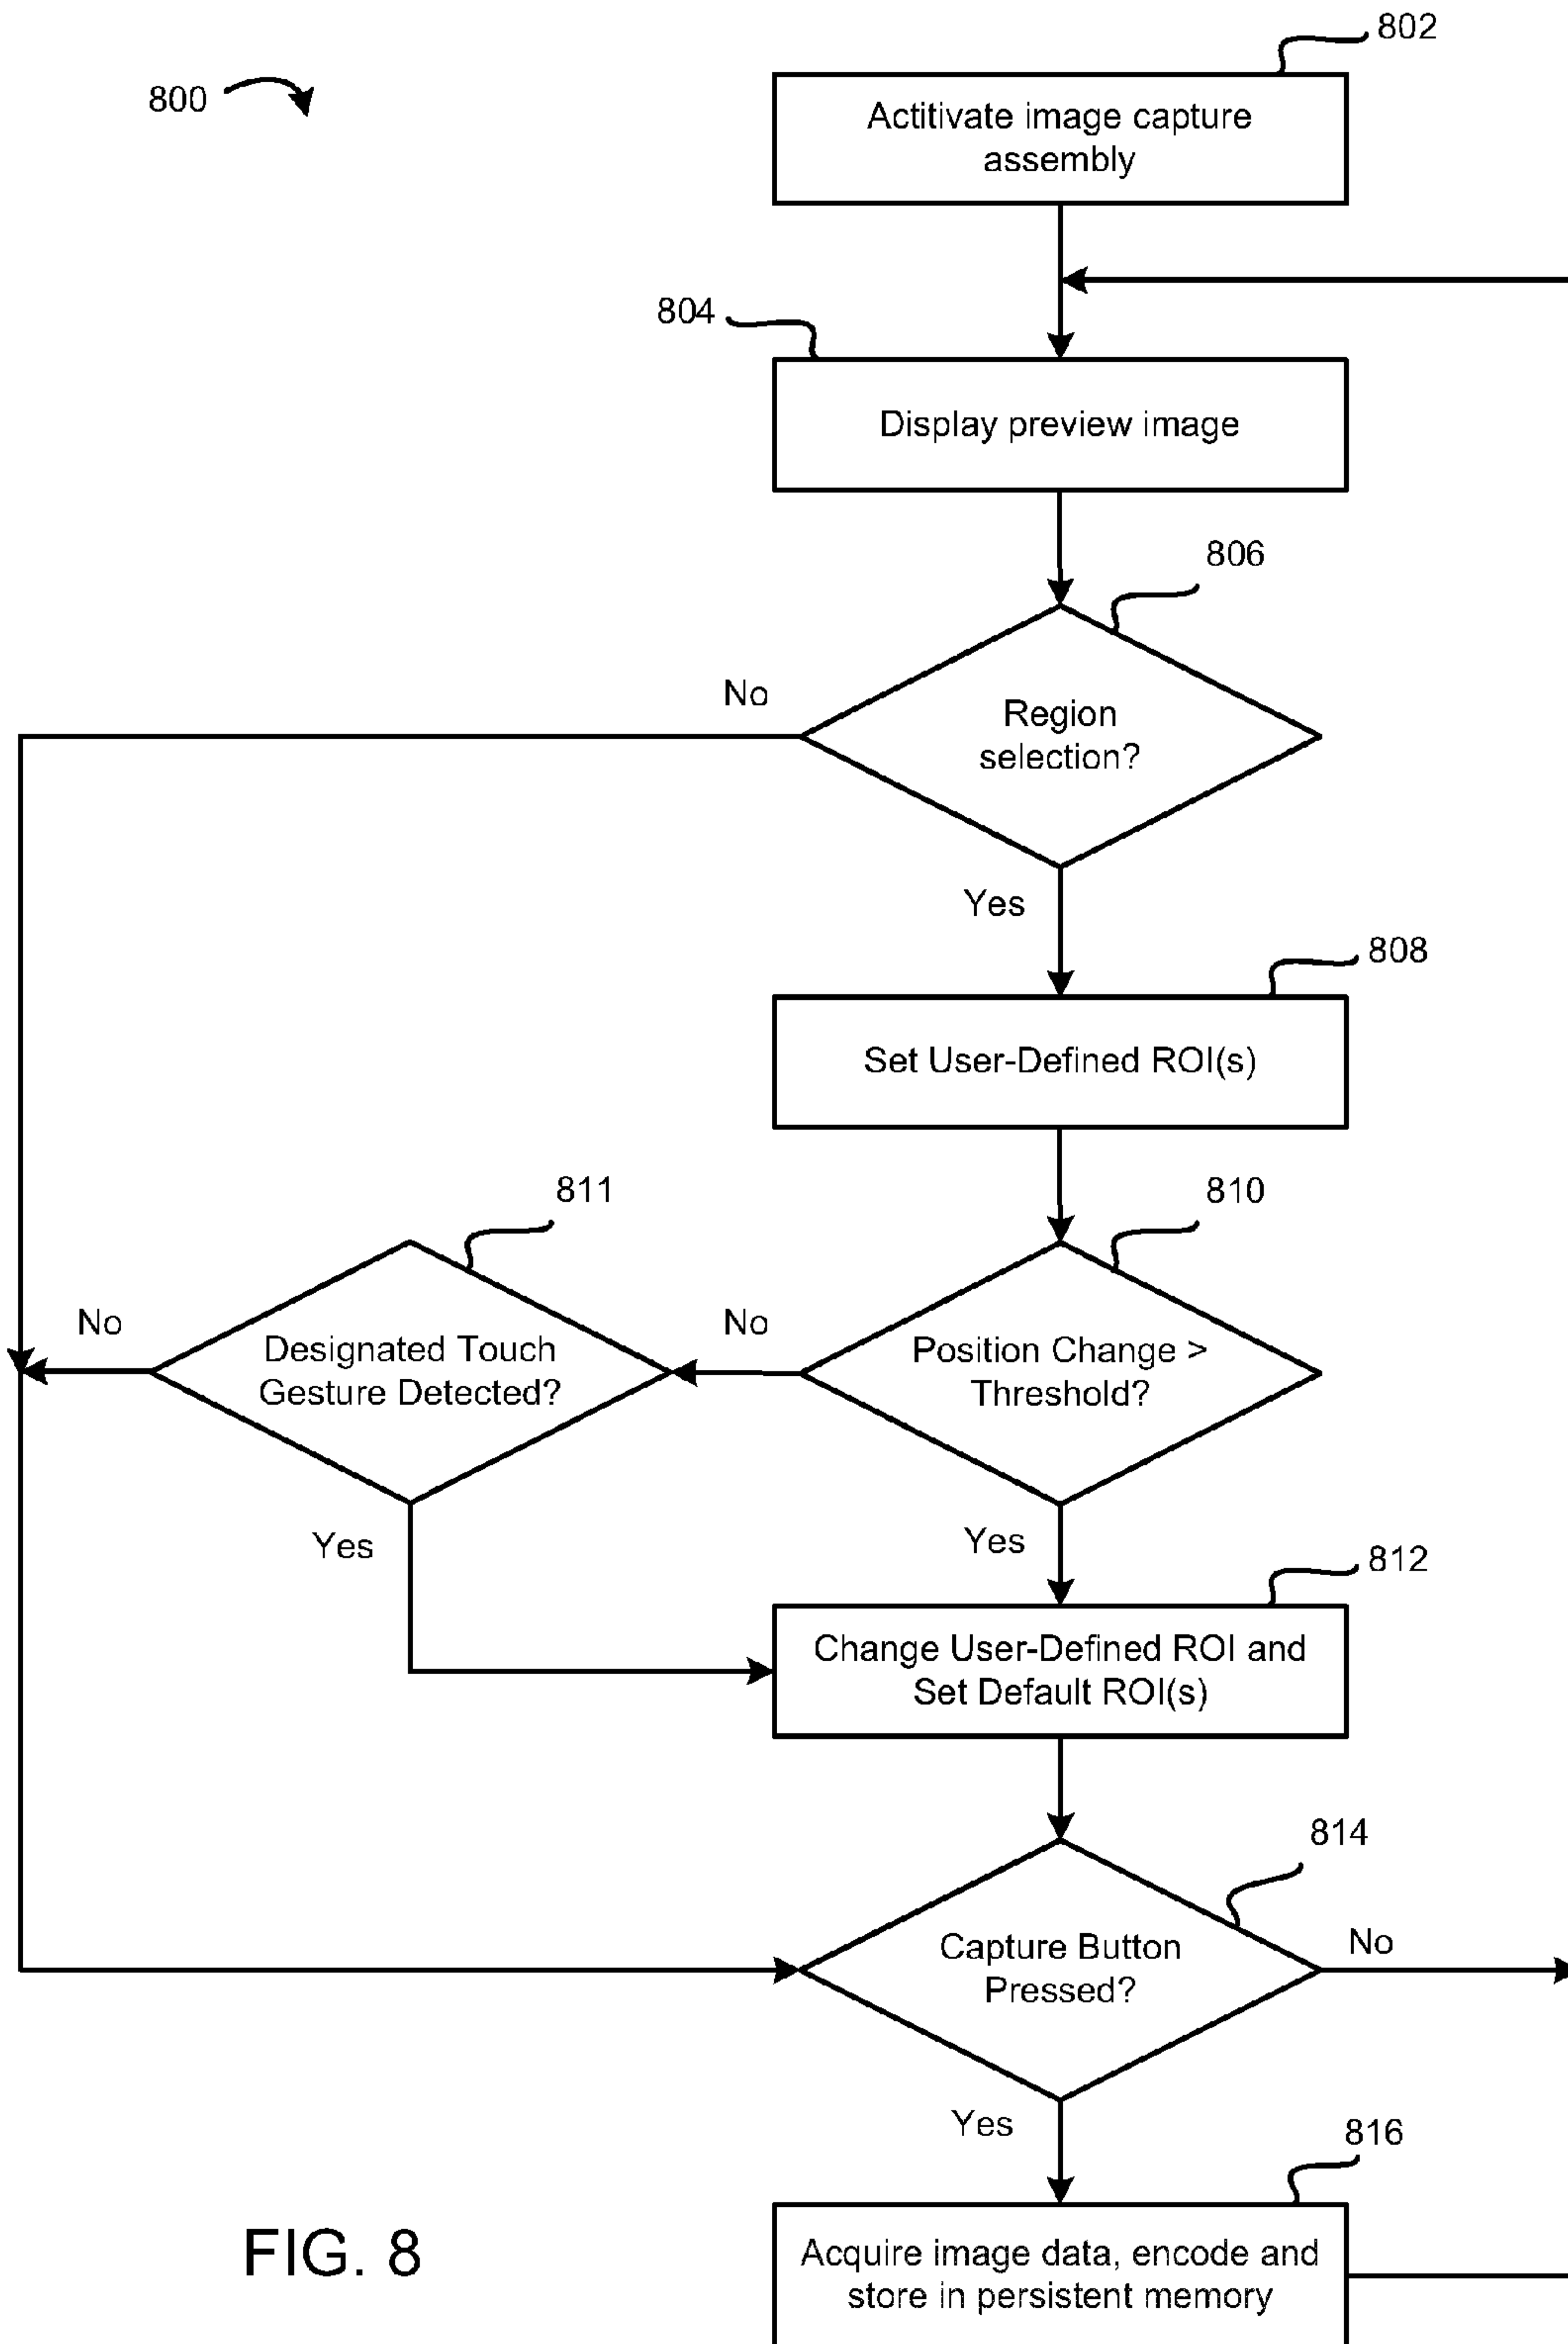 802
800
Actitivate image capture
assembly
804
Display preview image
806
No
Region
selection?
Yes
808
Set User-Defined ROI(s)
811
810
No
Designated Touch
Gesture Detected?
No
Position Change >
Threshold?
Yes
Yes
812
Change User-Defined ROI and
Set Default ROI(s)
814
Capture Button
Pressed?
No
Yes
816
FIG. 8
Acquire image data, encode and
store in persistent memory